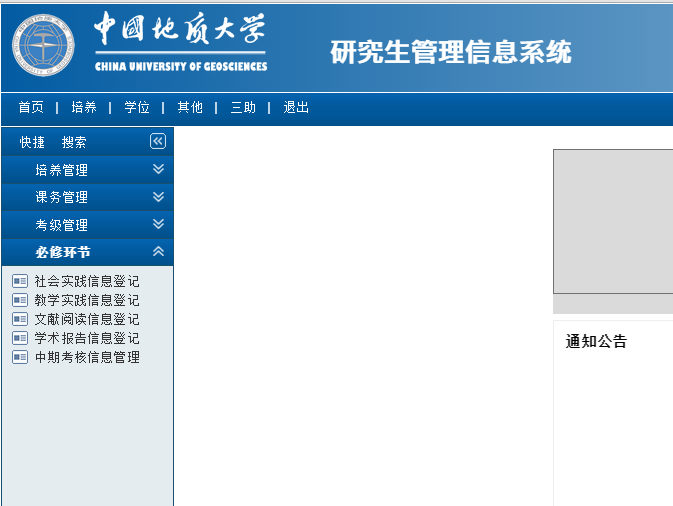 中國地质大学
CHINA UNIVERSITY OF GEOSCIENCES
研究生管理信息系统
首页 | 培养 | 学位 | 其他 | 三助 | 退出
快捷 搜索
培养管理
课务管理
考级管理
必修环节
社会实践信息登记
教学实践信息登记
文献阅读信息登记
学术报告信息登记
中期考核信息管理
通知公告